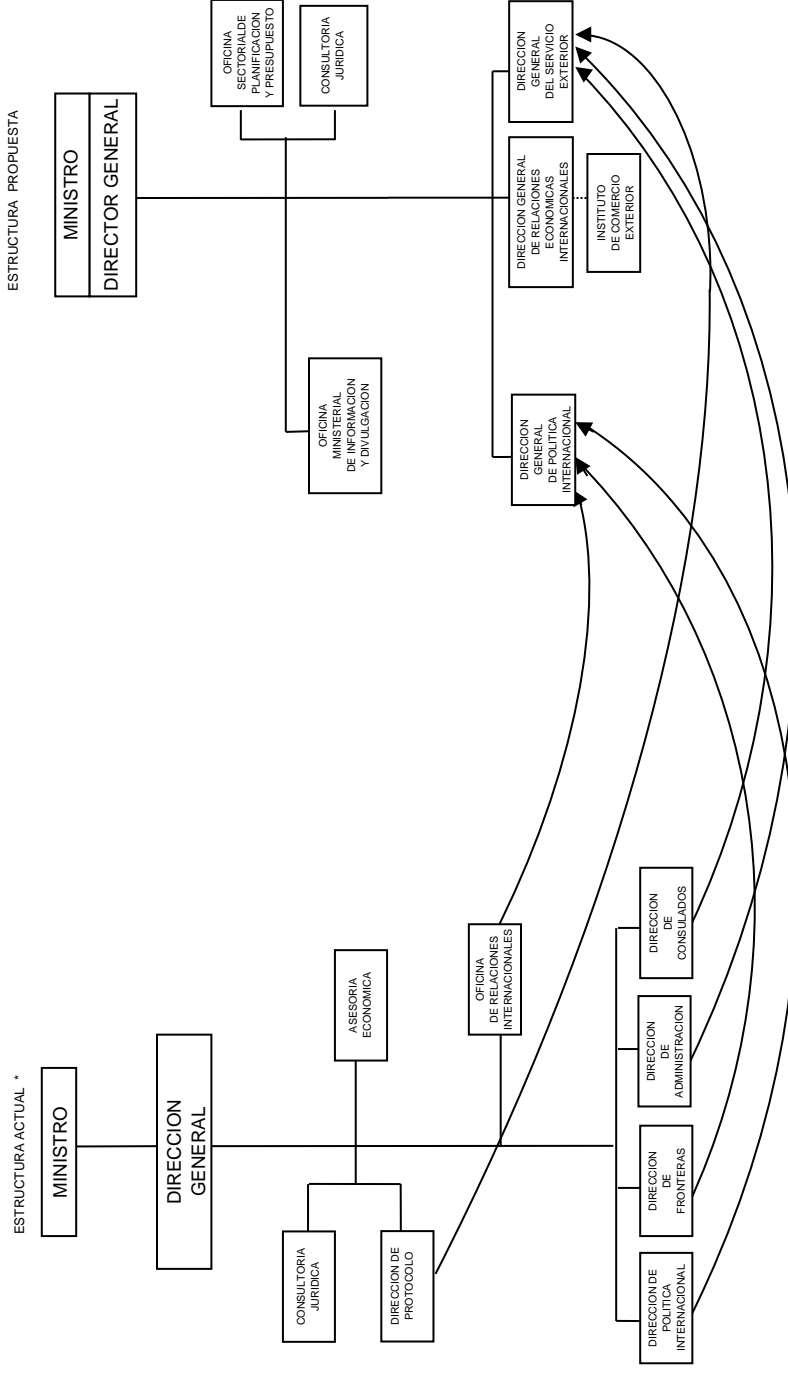 ESTRUCTURA ACTUAL *
MINISTRO
DIRECCION
GENERAL
CONSULTORIA
JURIDICA
DIRECCION DE
PROTOCOLO
ASESORIA
ECONOMICA
OFICINA
DE RELACIONES
INTERNACIONALES
DIRECCION DE
POLITICA
INTERNACIONAL
DIRECCION
DE
FRONTERAS
DIRECCION
DE
ADMINISTRACION
DIRECCION
DE
CONSULADOS
ESTRUCTURA PROPUESTA
MINISTRO
DIRECTOR GENERAL
OFICINA
MINISTERIAL
DE INFORMACION
Y DIVULGACION
OFICINA
SECTORIALDE
PLANIFICACION
Y PRESUPUESTO
CONSULTORIA
JURIDICA
DIRECCION
GENERAL
DE POLITICA
INTERNACIONAL
DIRECCION GENERAL
DE RELACIONES
ECONOMICAS
INTERNACIONALES
INSTITUTO
DE COMERCIO
EXTERIOR
DIRECCION
GENERAL
DEL SERVICIO
EXTERIOR